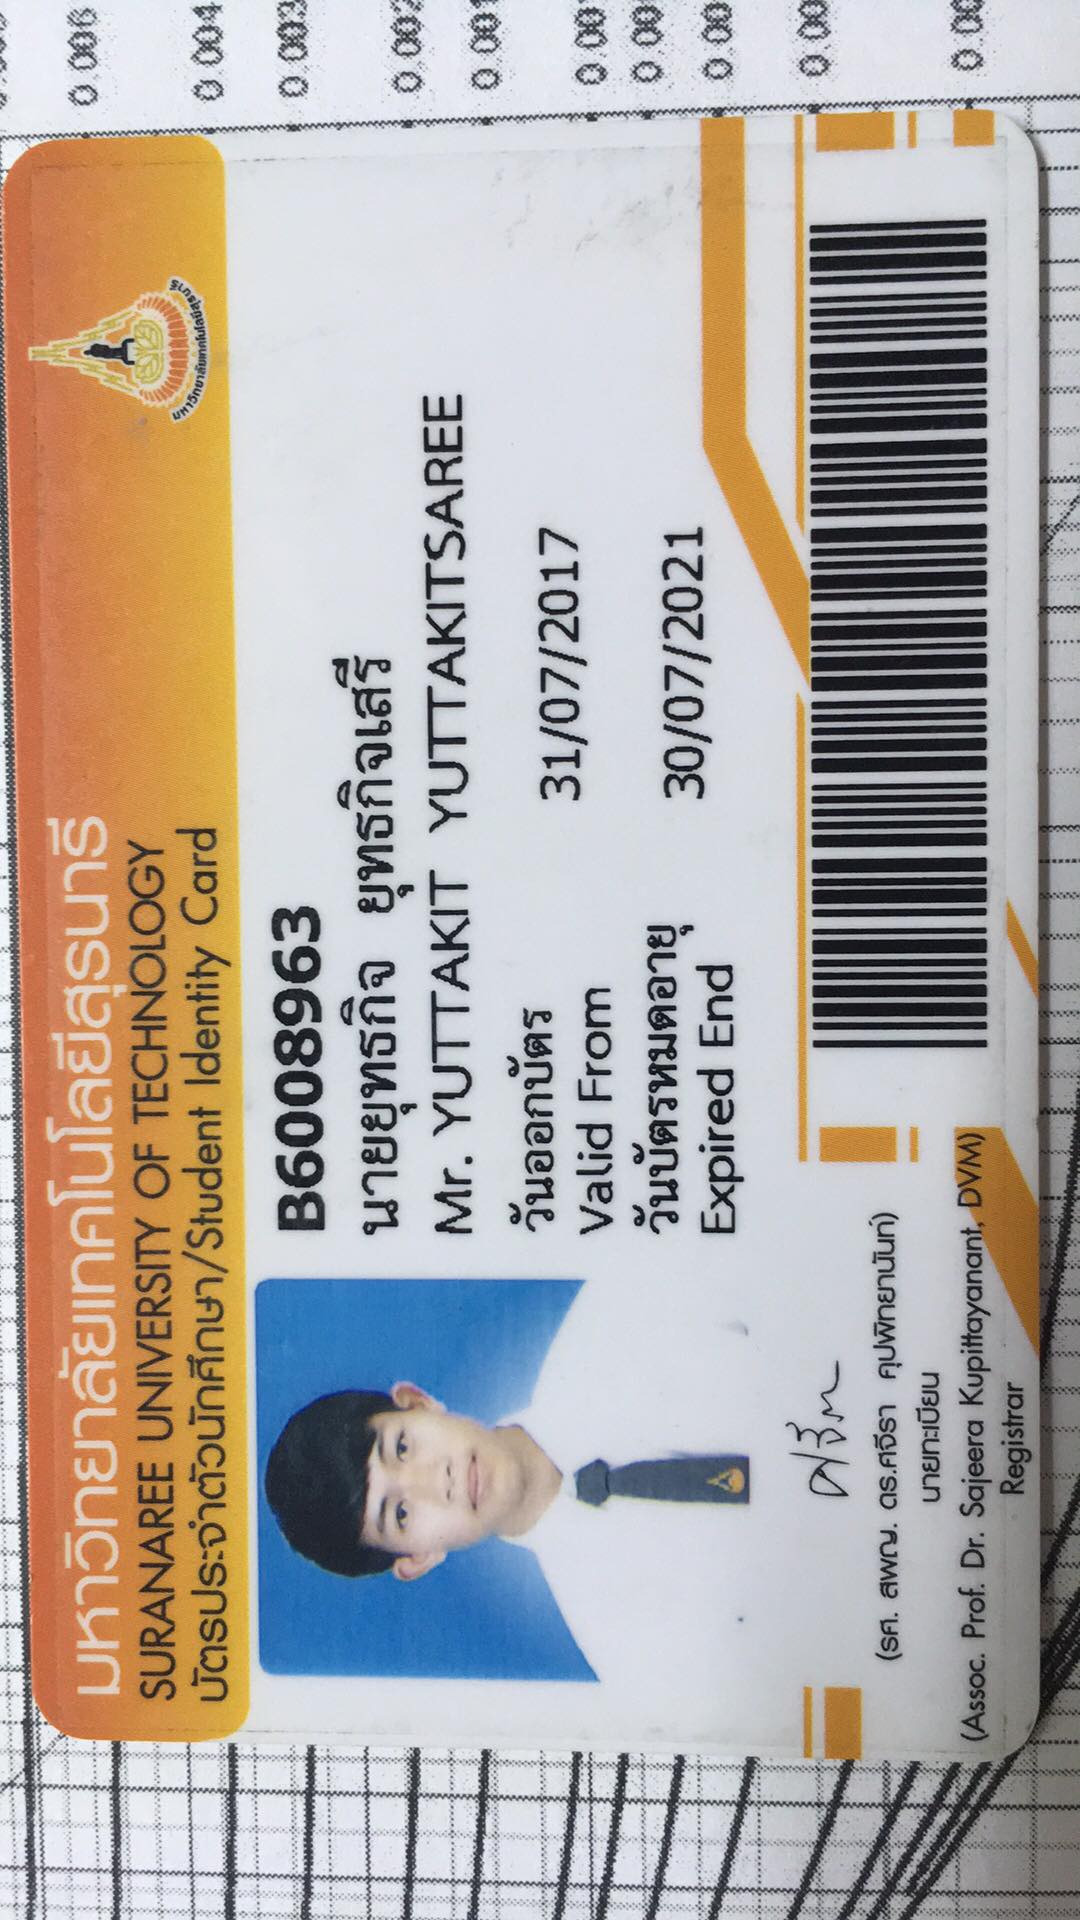 มหาวิทยาลัยเทคโนโลยีสุรนารี
SURANAREE UNIVERSITY OF TECHNOLOGY
บัตรประจำตัวนักศึกษา/Student Identity Card
มหาวิทยาลัยเทคโนโลยีสุรนารี
B6008963
นายยุทธกิจ ยุทธกิจเสรี
Mr. YUTTAKIT YUTTAKITSAREE
วันออกบัตร 31/07/2017
Valid From
วันบัตรหมดอายุ 30/07/2021
Expired End
(รศ. สพญ. ดร.ศจีรา คุปพิทยานันท์)
นายทะเบียน
(Assoc. Prof. Dr. Sajeera Kupittayanant, DVM)
Registrar
0.006
0.004
0.003
0.002
0.001